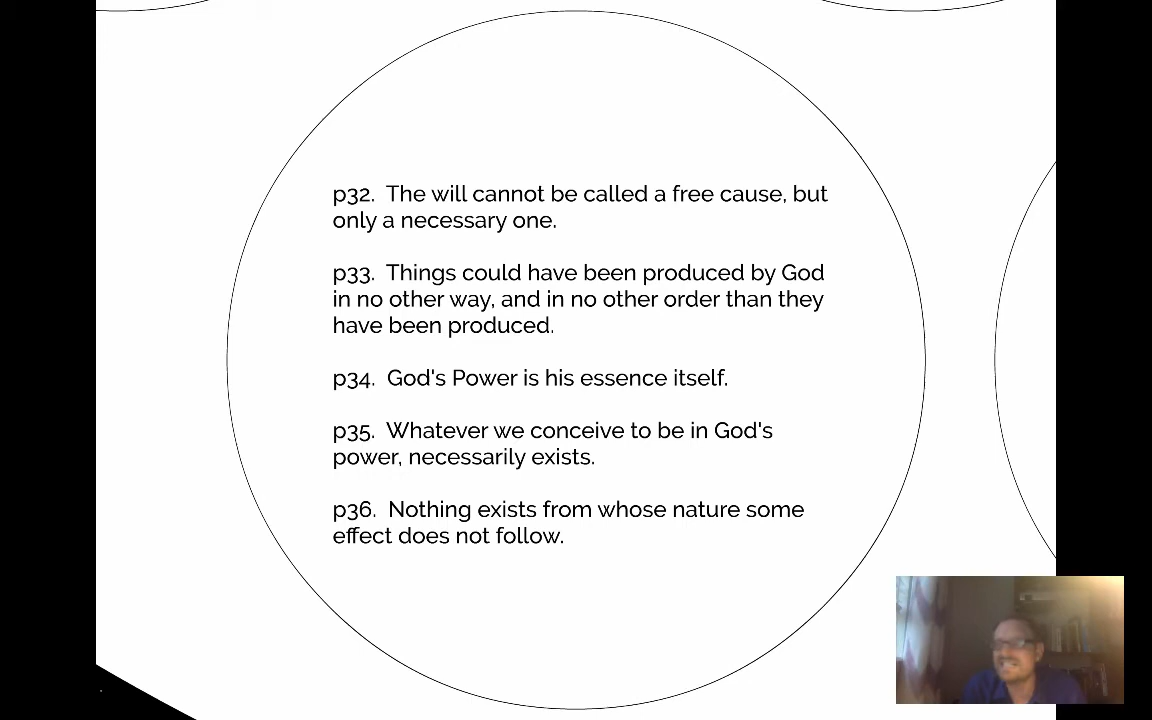 p32. The will cannot be called a free cause, but
only a necessary one.
p33. Things could have been produced by God
in no other way, and in no other order than they
have been produced.
p34. God's Power is his essence itself.
p35. Whatever we conceive to be in God's
power, necessarily exists.
p36. Nothing exists from whose nature some
effect does not follow.